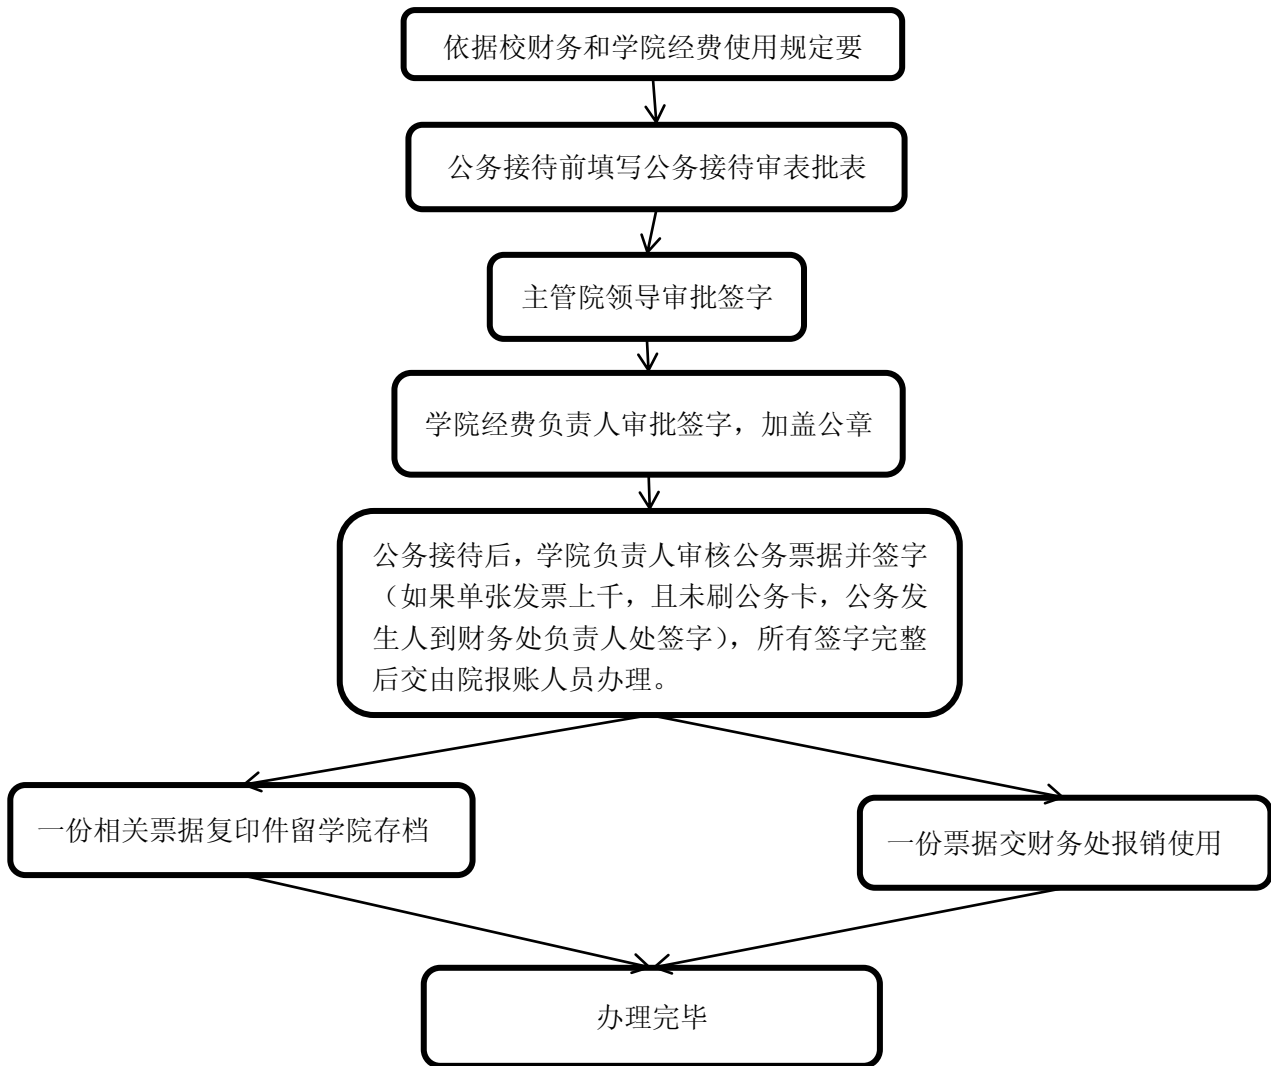 依据校财务和学院经费使用规定要
公务接待前填写公务接待审表批表
主管院领导审批签字
学院经费负责人审批签字，加盖公章
公务接待后，学院负责人审核公务票据并签字
（如果单张发票上千，且未刷公务卡，公务发
生人到财务处负责人处签字），所有签字完整
后交由院报账人员办理。
一份相关票据复印件留学院存档
一份票据交财务处报销使用
办理完毕